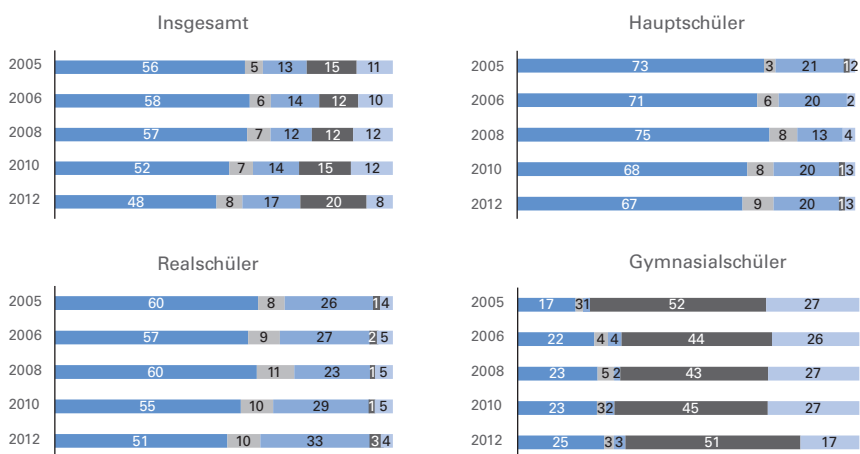 Insgesamt
2005 56 5 13 15 11
2006 58 6 14 12 10
2008 57 7 12 12 12
2010 52 7 14 15 12
2012 48 8 17 20 8
Hauptschüler
2005 73 3 21 1 2
2006 71 6 20 2
2008 75 8 13 4
2010 68 8 20 1 3
2012 67 9 20 1 3
Realschüler
2005 60 8 26 1 4
2006 57 9 27 2 5
2008 60 11 23 1 5
2010 55 10 29 1 5
2012 51 10 33 3 4
Gymnasialschüler
2005 17 3 1 52 27
2006 22 4 4 44 26
2008 23 5 2 43 27
2010 23 3 2 45 27
2012 25 3 3 51 17